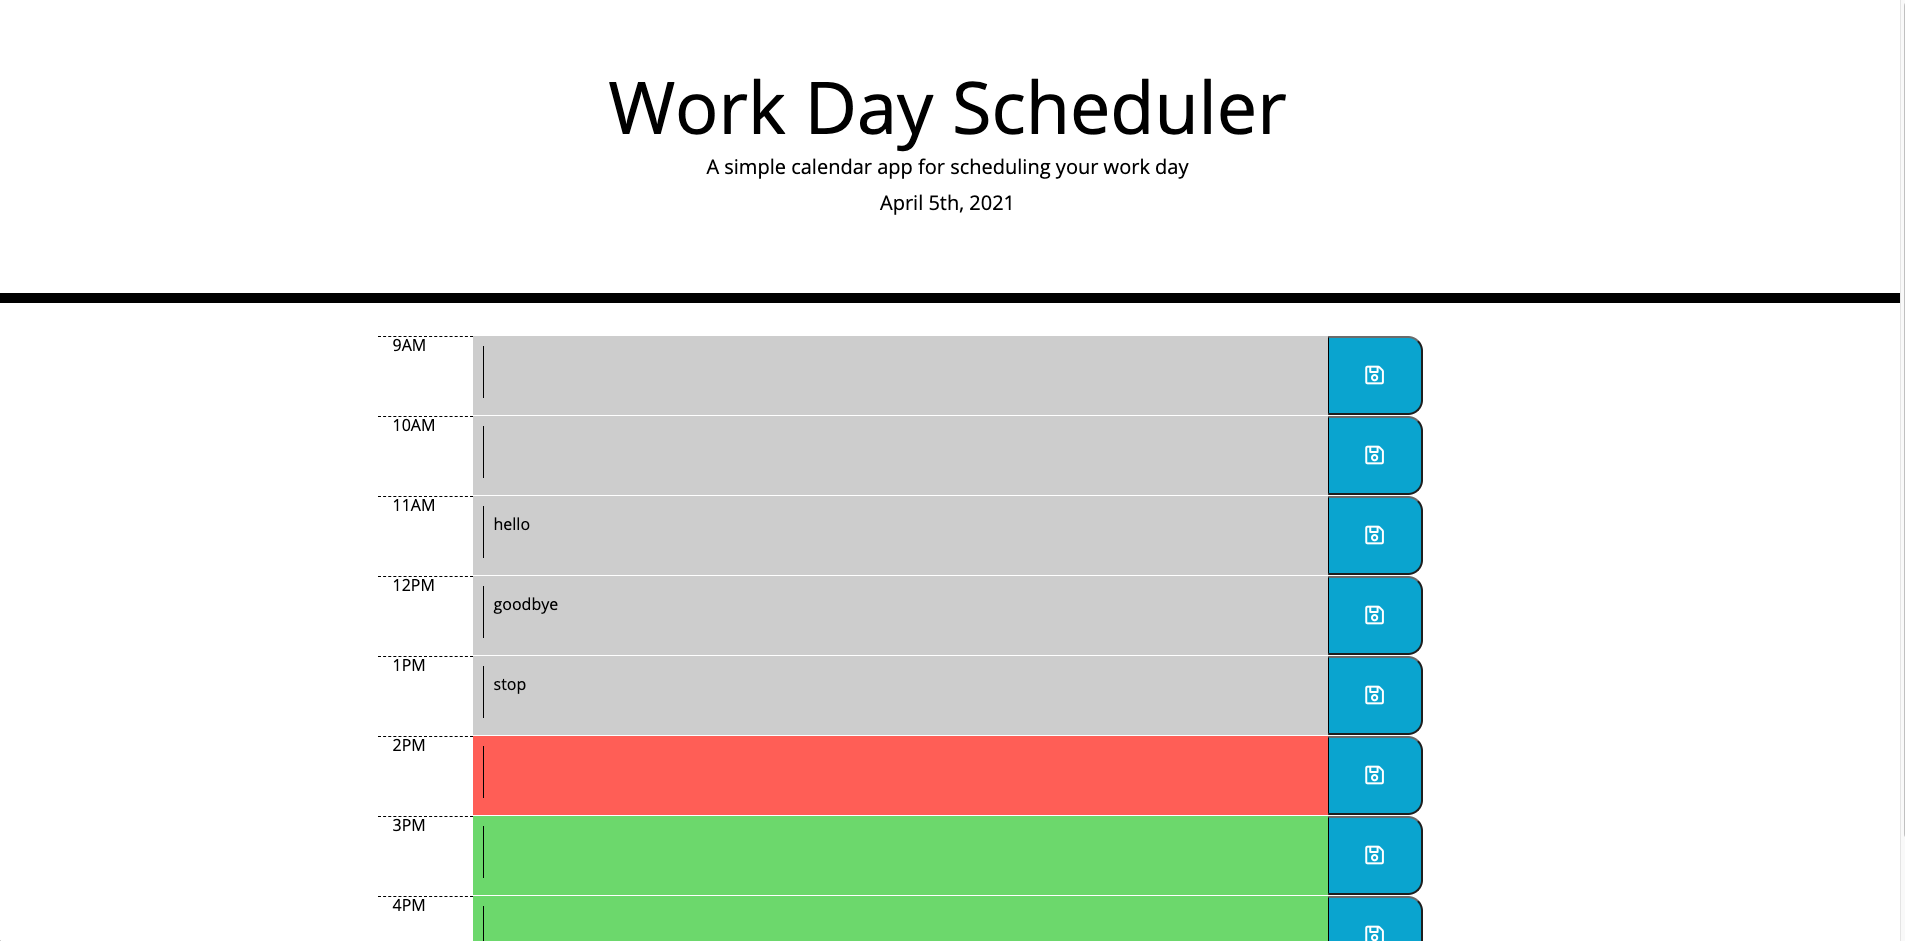 Work Day Scheduler
A simple calendar app for scheduling your work day
April 5th, 2021
9AM
10AM
11AM
hello
12PM
goodbye
1PM
stop
2PM
3PM
4PM